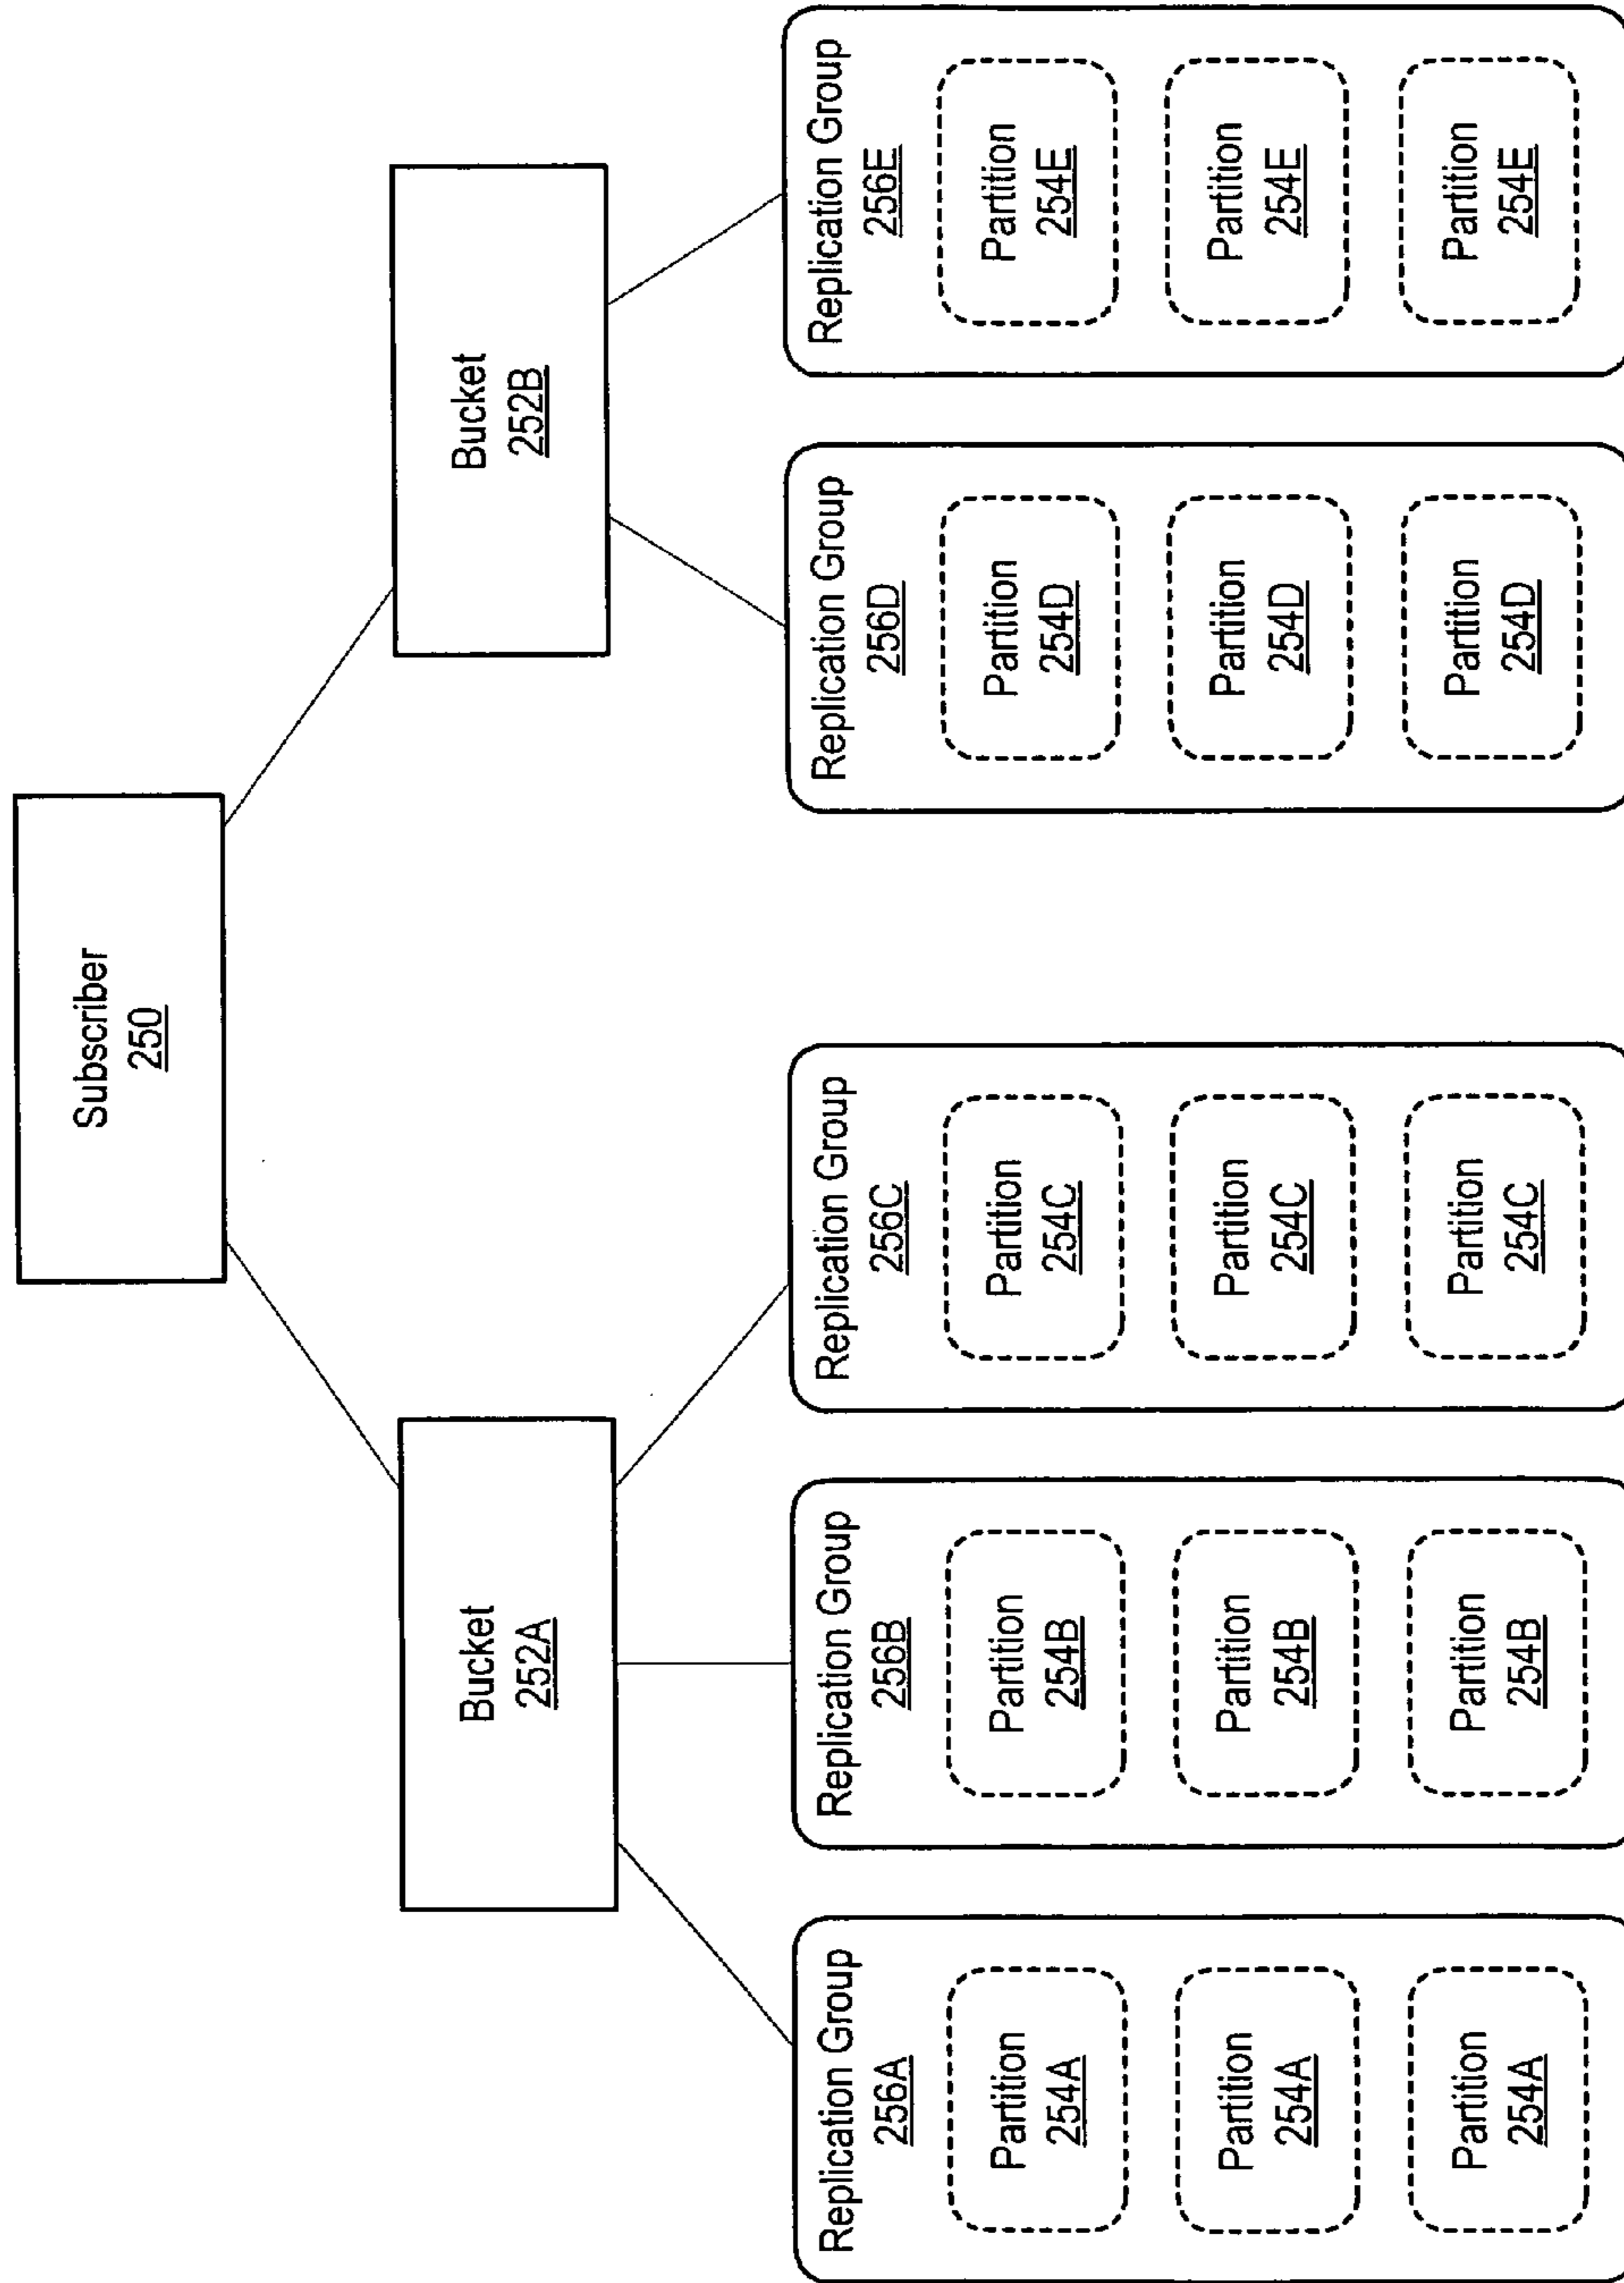 Subscriber
250
Bucket
252A
Bucket
252B
Replication Group
256A
Partition
254A
Partition
254A
Partition
254A
Replication Group
256B
Partition
254B
Partition
254B
Partition
254B
Replication Group
256C
Partition
254C
Partition
254C
Partition
254C
Replication Group
256D
Partition
254D
Partition
254D
Partition
254D
Replication Group
256E
Partition
254E
Partition
254E
Partition
254E